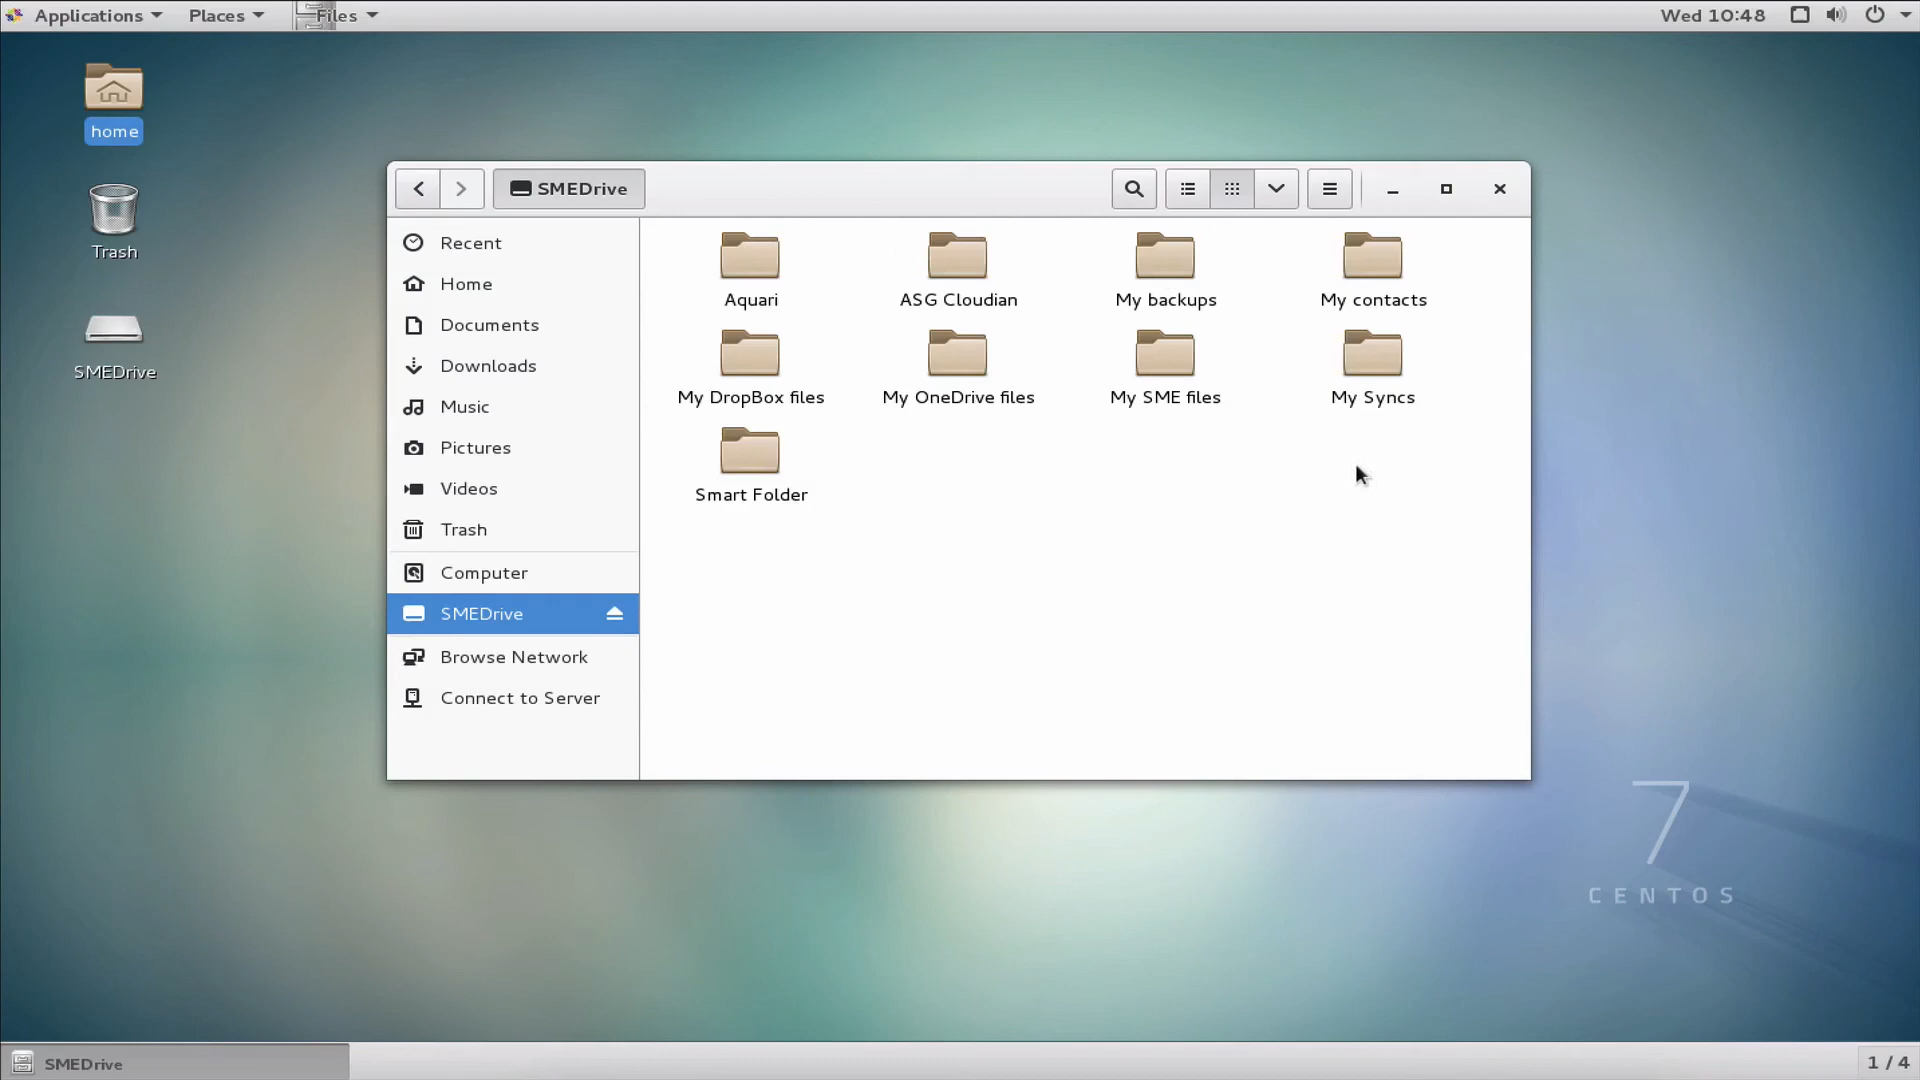 Applications Places Files Wed 10:48
home
Trash
SMEDrive
SMEDrive
Recent
Home
Documents
Downloads
Music
Pictures
Videos
Trash
Computer
SMEDrive
Browse Network
Connect to Server
Aquari ASG Cloudian My backups My contacts
My DropBox files My OneDrive files My SME files My Syncs
Smart Folder
7
CENTOS
SMEDrive 1 / 4